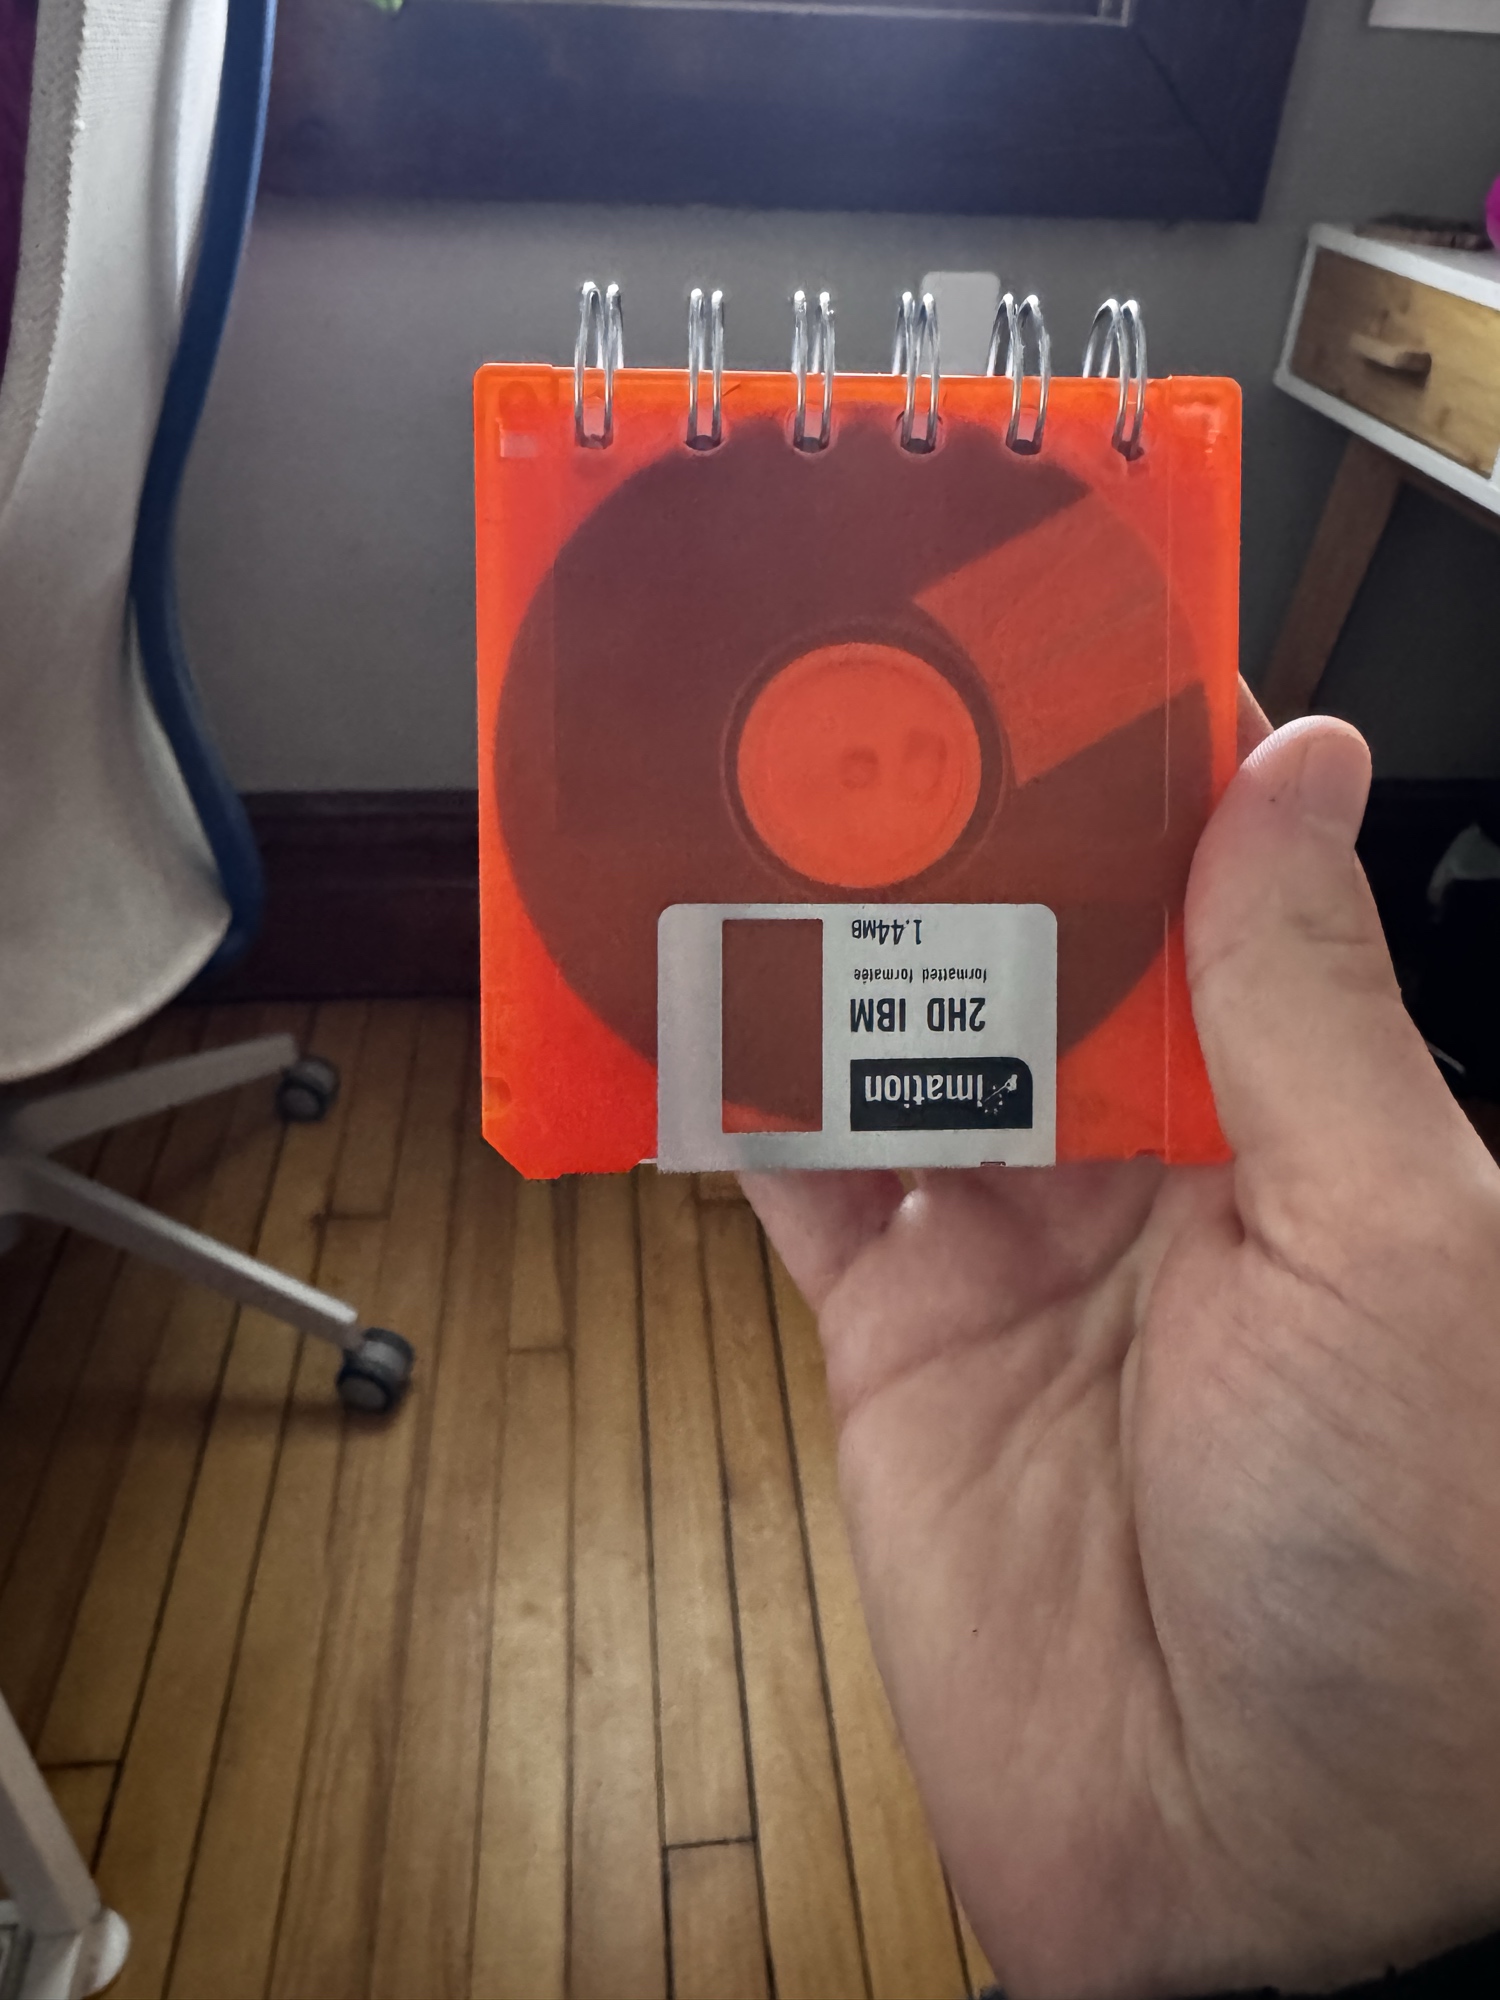 imation
2HD IBM
formatted formatée
1.44MB